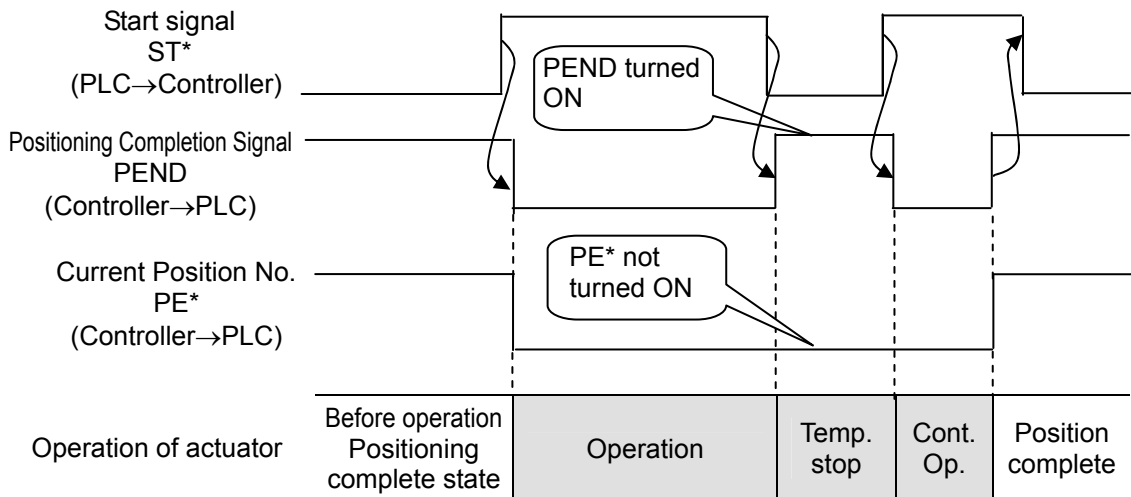 Start signal
ST*
(PLC→Controller)
PEND turned
ON
Positioning Completion Signal
PEND
(Controller→PLC)
Current Position No.
PE*
(Controller→PLC)
PE* not
turned ON
Operation of actuator
Before operation
Positioning
complete state
Operation
Temp.
stop
Cont.
Op.
Position
complete